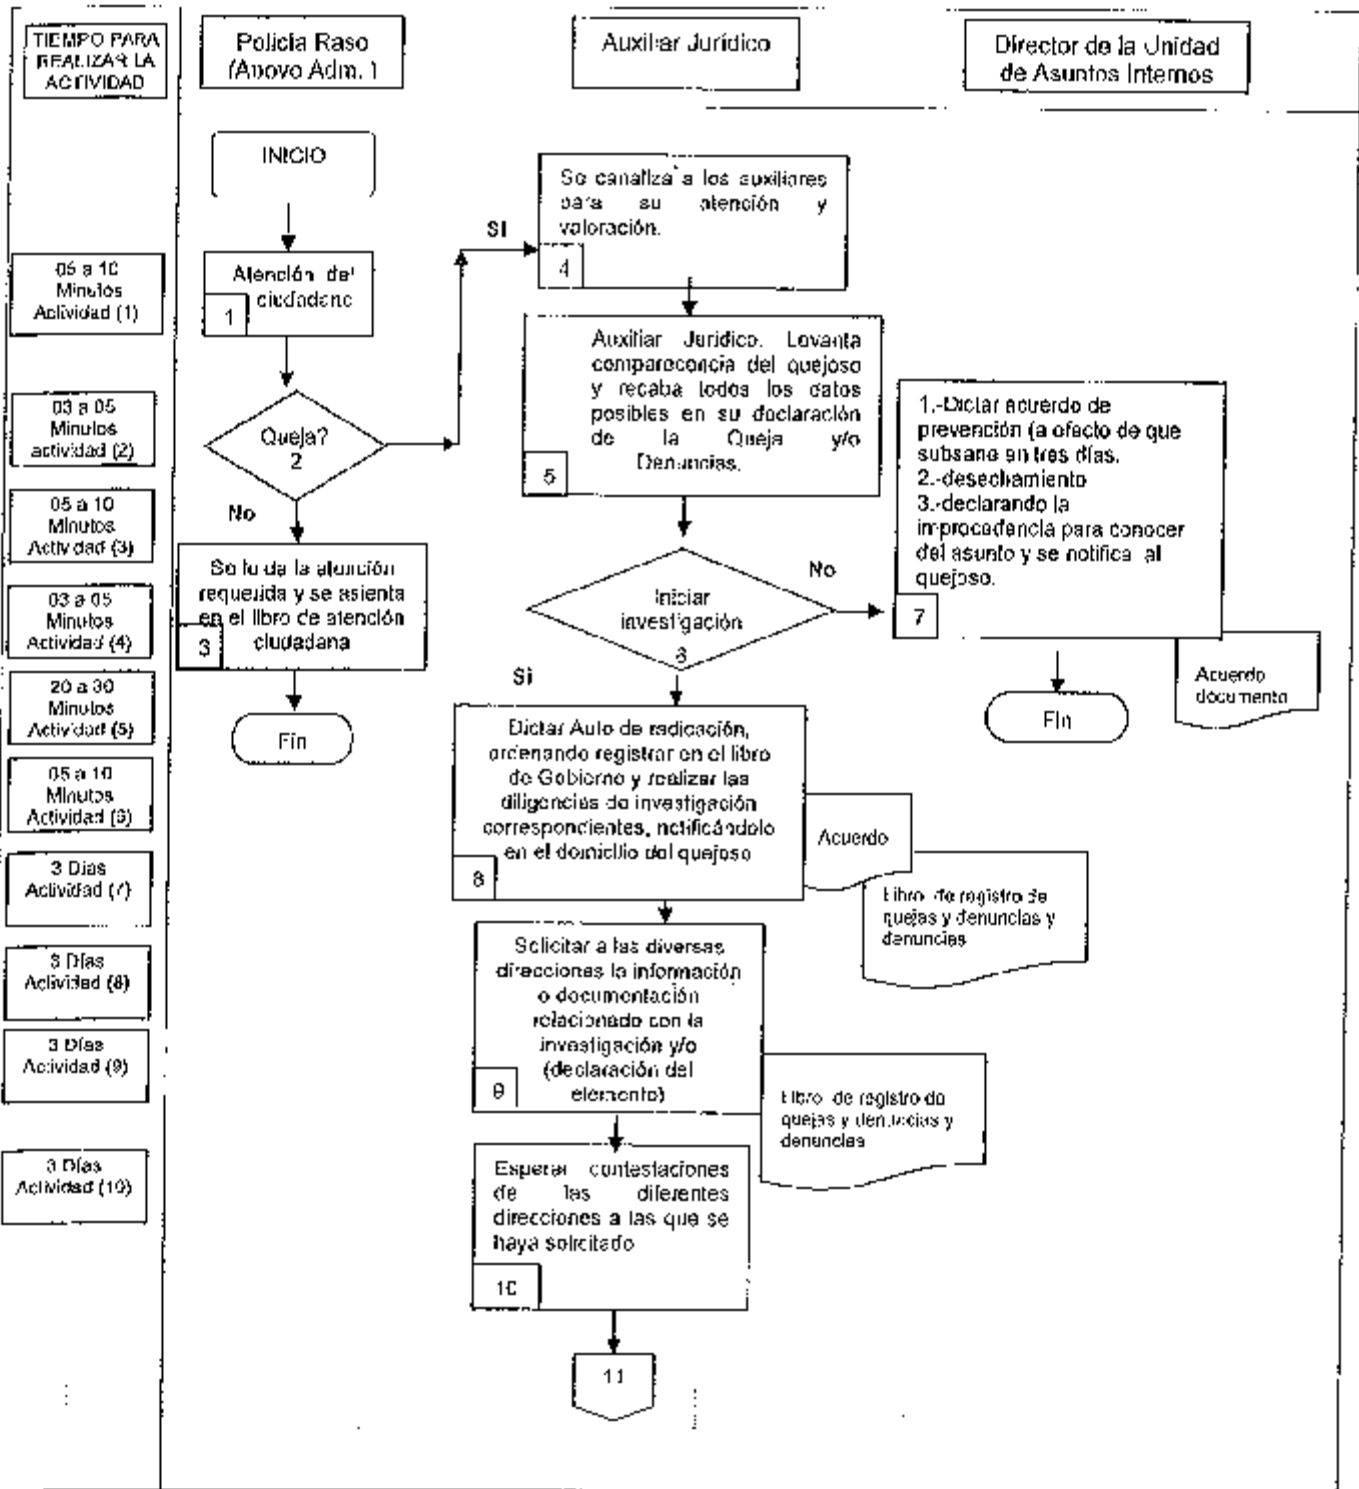 TIEMPO PARA
REALIZAR LA
ACTIVIDAD
Policía Raso
(Apoyo Adm. )
Auxiliar Jurídico
Director de la Unidad
de Asuntos Internos
INICIO
Atención del
ciudadano
1
Queja?
2
SI
No
Se le da la atención
requerida y se asienta
en el libro de atención
ciudadana
3
Fin
Se canaliza a los auxiliares
para su atención y
valoración.
4
Auxiliar Jurídico. Levanta
comparecencia del quejoso
y recaba todos los datos
posibles en su declaración
de la Queja y/o
Denuncias.
5
Iniciar
investigación
6
No
Si
1.-Dictar acuerdo de
prevención (a efecto de que
subsane en tres días.
2.-desechamiento
3.-declarando la
improcedencia para conocer
del asunto y se notifica al
quejoso.
7
Acuerdo
documento
Fin
Dictar Auto de radicación,
ordenando registrar en el libro
de Gobierno y realizar las
diligencias de investigación
correspondientes, notificándolo
en el domicilio del quejoso
8
Acuerdo
Libro de registro de
quejas y denuncias y
denuncias
Solicitar a las diversas
direcciones la información
o documentación
relacionado con la
investigación y/o
(declaración del
elemento)
9
Libro de registro de
quejas y denuncias y
denuncias
Esperar contestaciones
de las diferentes
direcciones a las que se
haya solicitado
10
11
05 a 10
Minutos
Actividad (1)
03 a 05
Minutos
actividad (2)
05 a 10
Minutos
Actividad (3)
03 a 05
Minutos
Actividad (4)
20 a 30
Minutos
Actividad (5)
05 a 10
Minutos
Actividad (6)
3 Días
Actividad (7)
3 Días
Actividad (8)
3 Días
Actividad (9)
3 Días
Actividad (10)